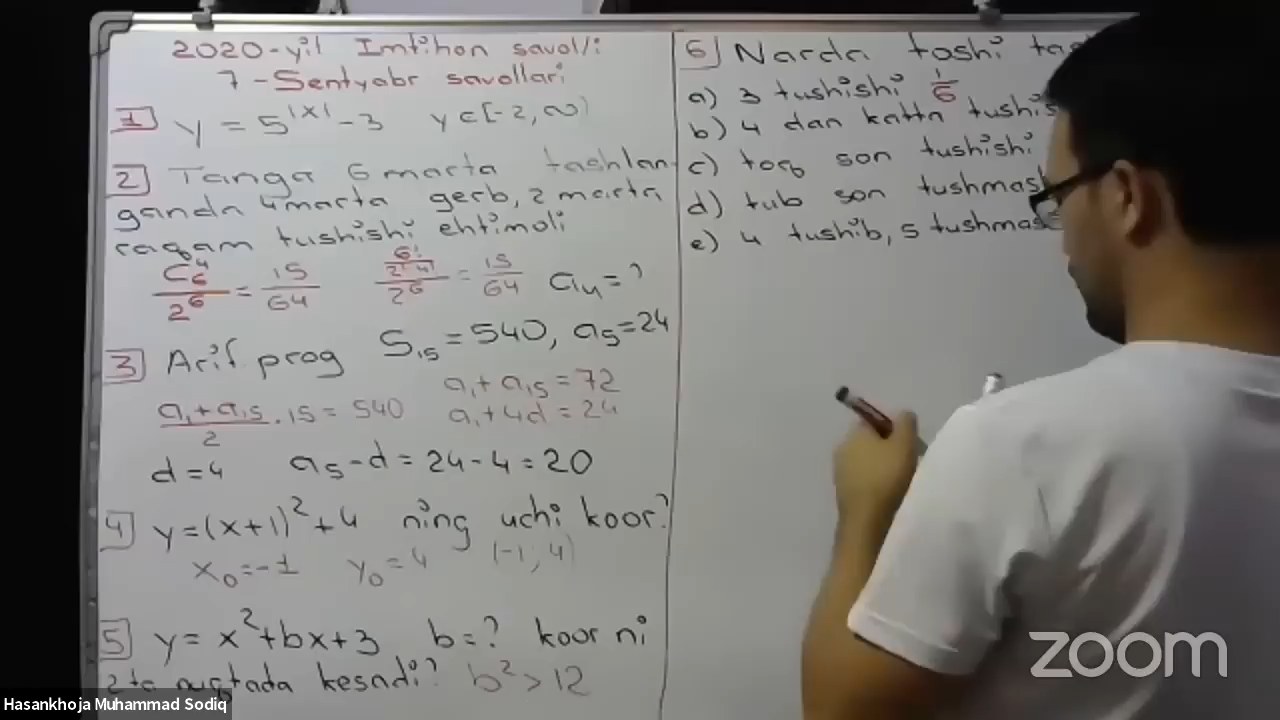 2020-yil Imtihon savol/i
7-Sentyabr savollari
1 y = 5^|x| - 3 y ∈ [-2, ∞)
2) Tanga 6 marta tashlan-
ganda 4 marta gerb, 2 marta
raqam tushishi ehtimoli
C₆⁴/2⁶ = 15/64 (6!/(2!·4!))/2⁶ = 15/64 a₄ = ?
3 Arif. prog S₁₅ = 540, a₅ = 24
a₁ + a₁₅ = 72
(a₁ + a₁₅)/2 · 15 = 540 a₁ + 4d = 24
d = 4 a₅ - d = 24 - 4 = 20
4 y = (x+1)² + 4 ning uchi koor?
x₀ = -1 y₀ = 4 (-1; 4)
5 y = x² + bx + 3 b = ? koor ni
2ta nuqtada kesadi? b² > 12
6) Narda toshi
a) 3 tushishi 1/6
b) 4 dan katta
c) toq son tushishi
d) tub son
e) 4 tushib, 5
zoom
Hasankhoja Muhammad Sodiq